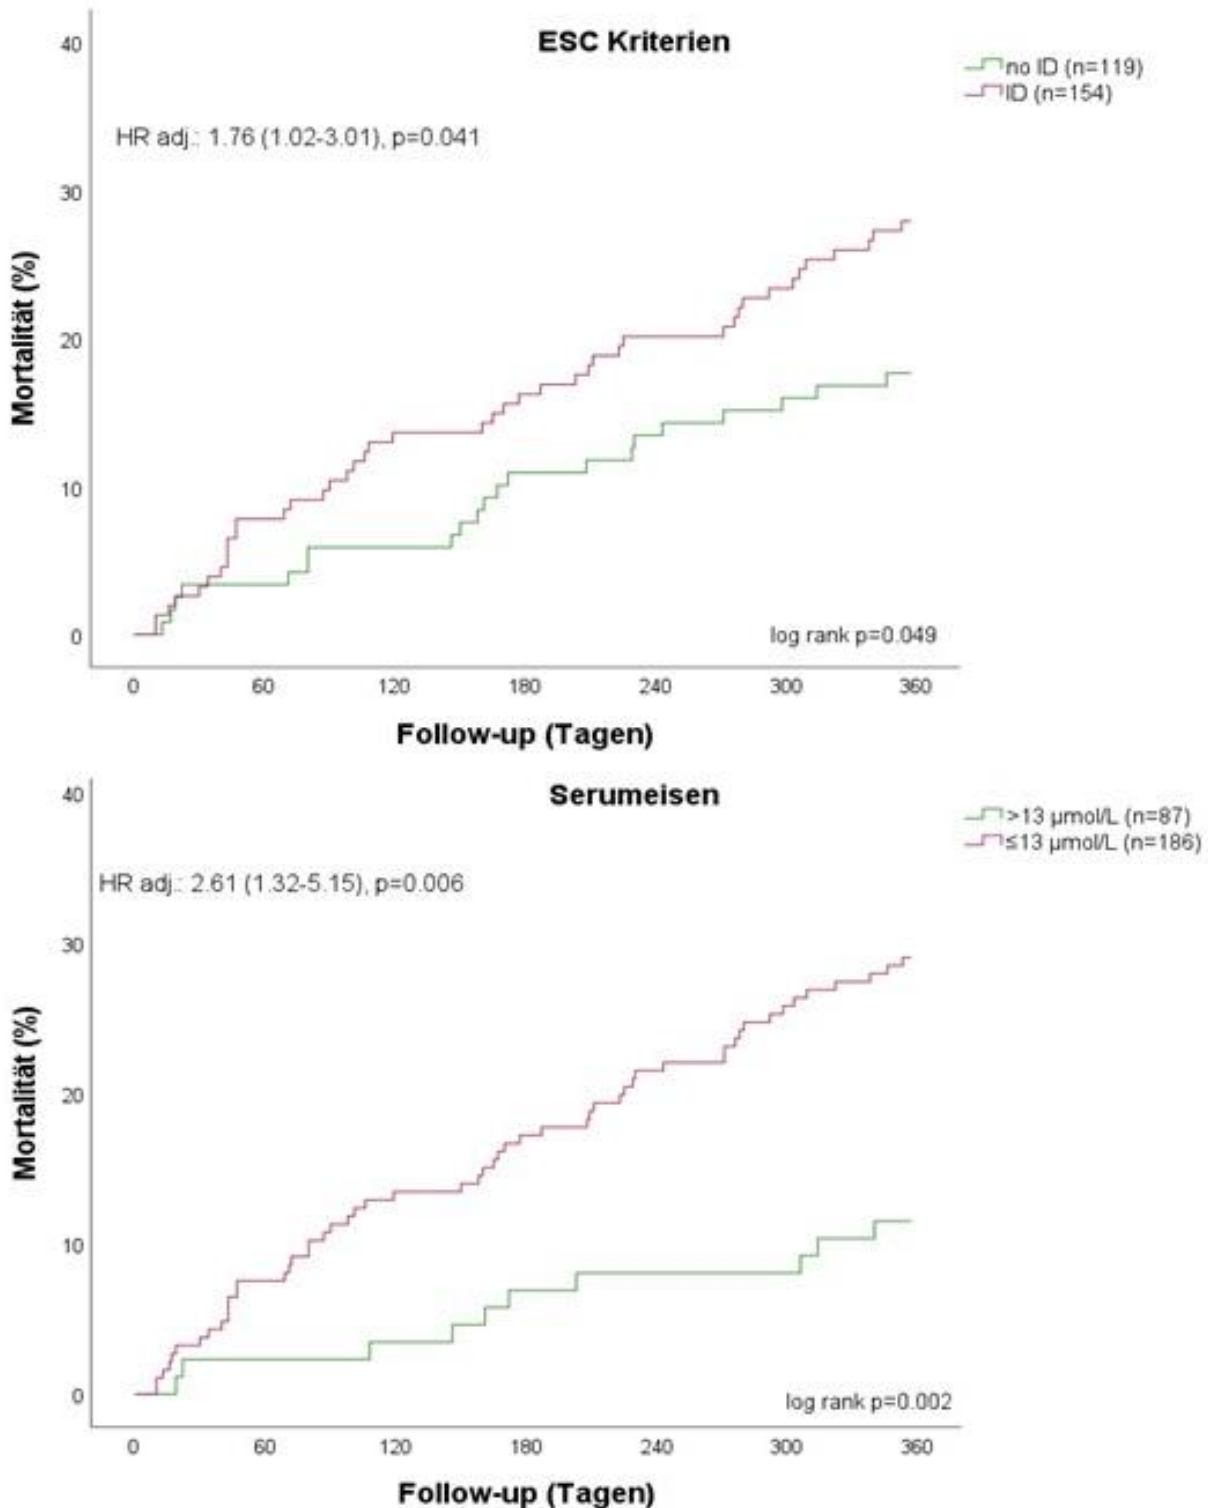 ESC Kriterien
no ID (n=119)
ID (n=154)
HR adj.: 1.76 (1.02-3.01), p=0.041
Mortalität (%)
40
30
20
10
0
log rank p=0.049
0 60 120 180 240 300 360
Follow-up (Tagen)
Serumeisen
>13 µmol/L (n=87)
≤13 µmol/L (n=186)
HR adj.: 2.61 (1.32-5.15), p=0.006
Mortalität (%)
40
30
20
10
0
log rank p=0.002
0 60 120 180 240 300 360
Follow-up (Tagen)